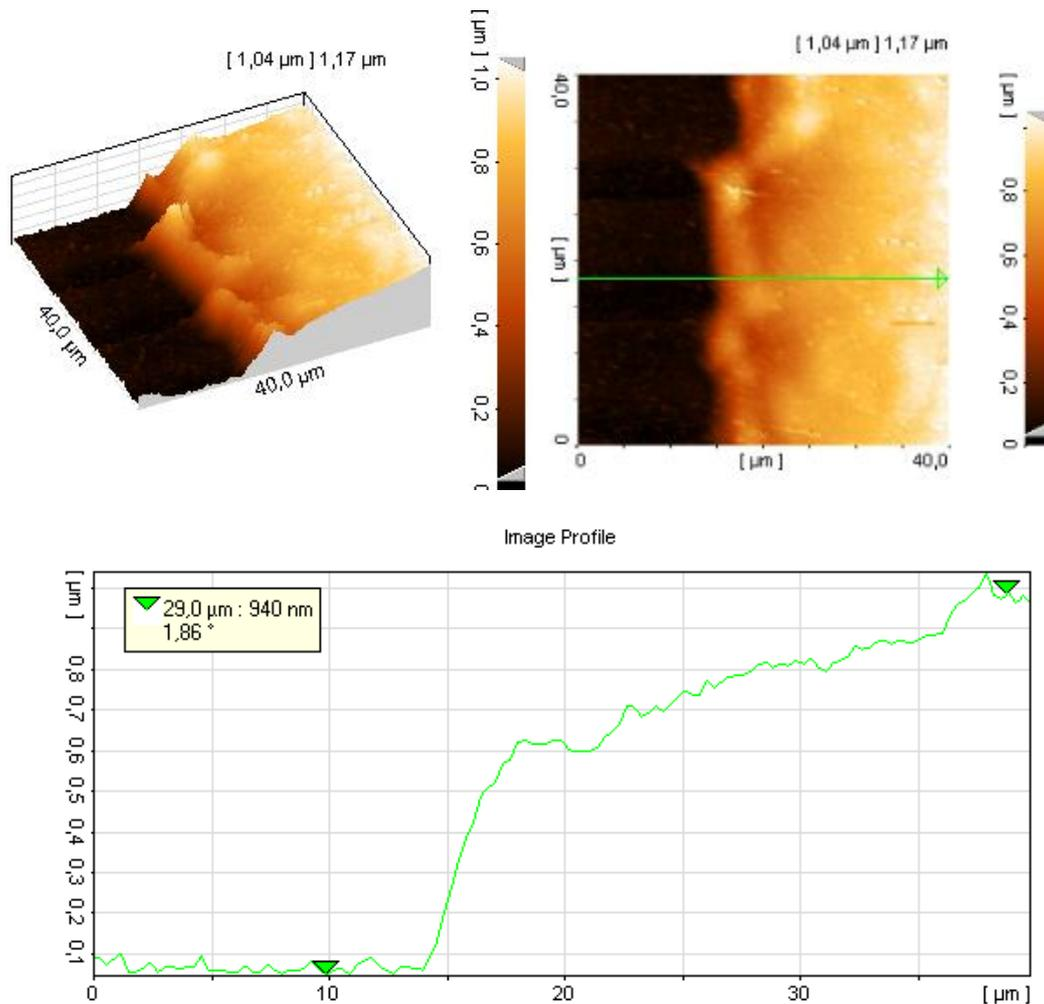 [ 1,04 µm ] 1,17 µm
40,0 µm
40,0 µm
[ µm ]
1,0
0,8
0,6
0,4
0,2
[ 1,04 µm ] 1,17 µm
40,0
[ µm ]
0
0
[ µm ]
40,0
[ µm ]
0,8
0,6
0,4
0,2
0
Image Profile
[ µm ]
0,8
0,7
0,6
0,5
0,4
0,3
0,2
0,1
29,0 µm : 940 nm
1,86 °
0
10
20
30
[ µm ]